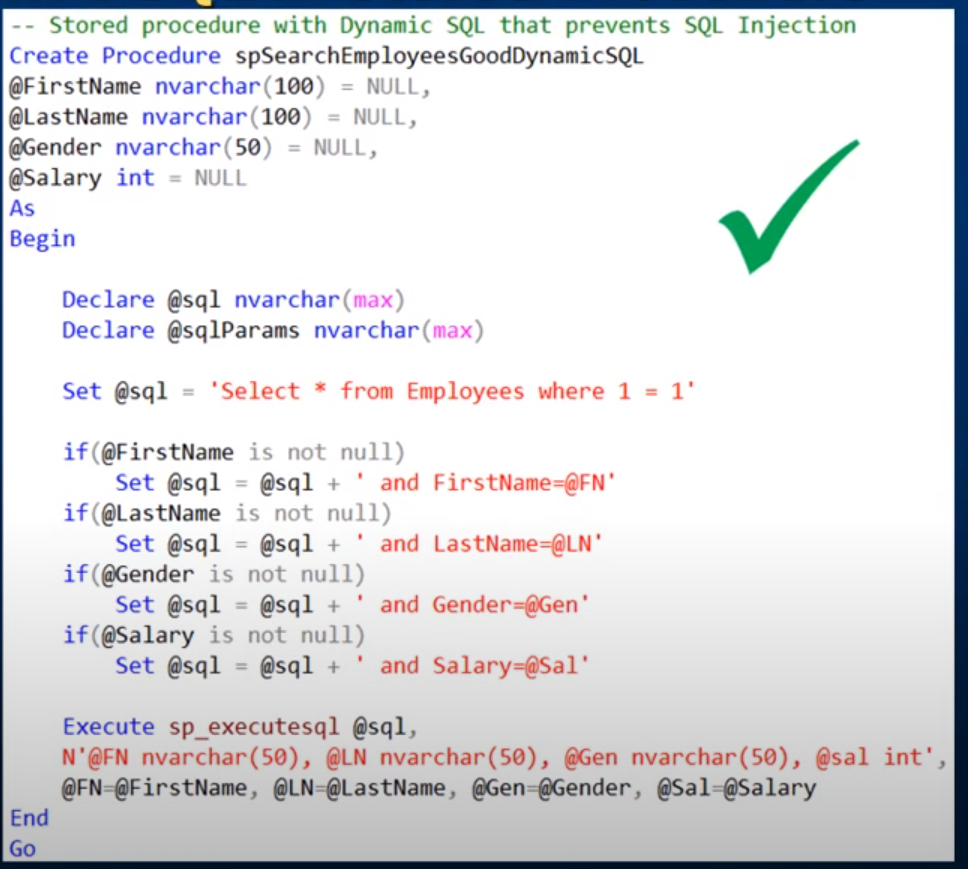 -- Stored procedure with Dynamic SQL that prevents SQL Injection
Create Procedure spSearchEmployeesGoodDynamicSQL
@FirstName nvarchar(100) = NULL,
@LastName nvarchar(100) = NULL,
@Gender nvarchar(50) = NULL,
@Salary int = NULL
As
Begin
Declare @sql nvarchar(max)
Declare @sqlParams nvarchar(max)
Set @sql = 'Select * from Employees where 1 = 1'
if(@FirstName is not null)
Set @sql = @sql + ' and FirstName=@FN'
if(@LastName is not null)
Set @sql = @sql + ' and LastName=@LN'
if(@Gender is not null)
Set @sql = @sql + ' and Gender=@Gen'
if(@Salary is not null)
Set @sql = @sql + ' and Salary=@Sal'
Execute sp_executesql @sql,
N'@FN nvarchar(50), @LN nvarchar(50), @Gen nvarchar(50), @sal int',
@FN=@FirstName, @LN=@LastName, @Gen=@Gender, @Sal=@Salary
End
Go